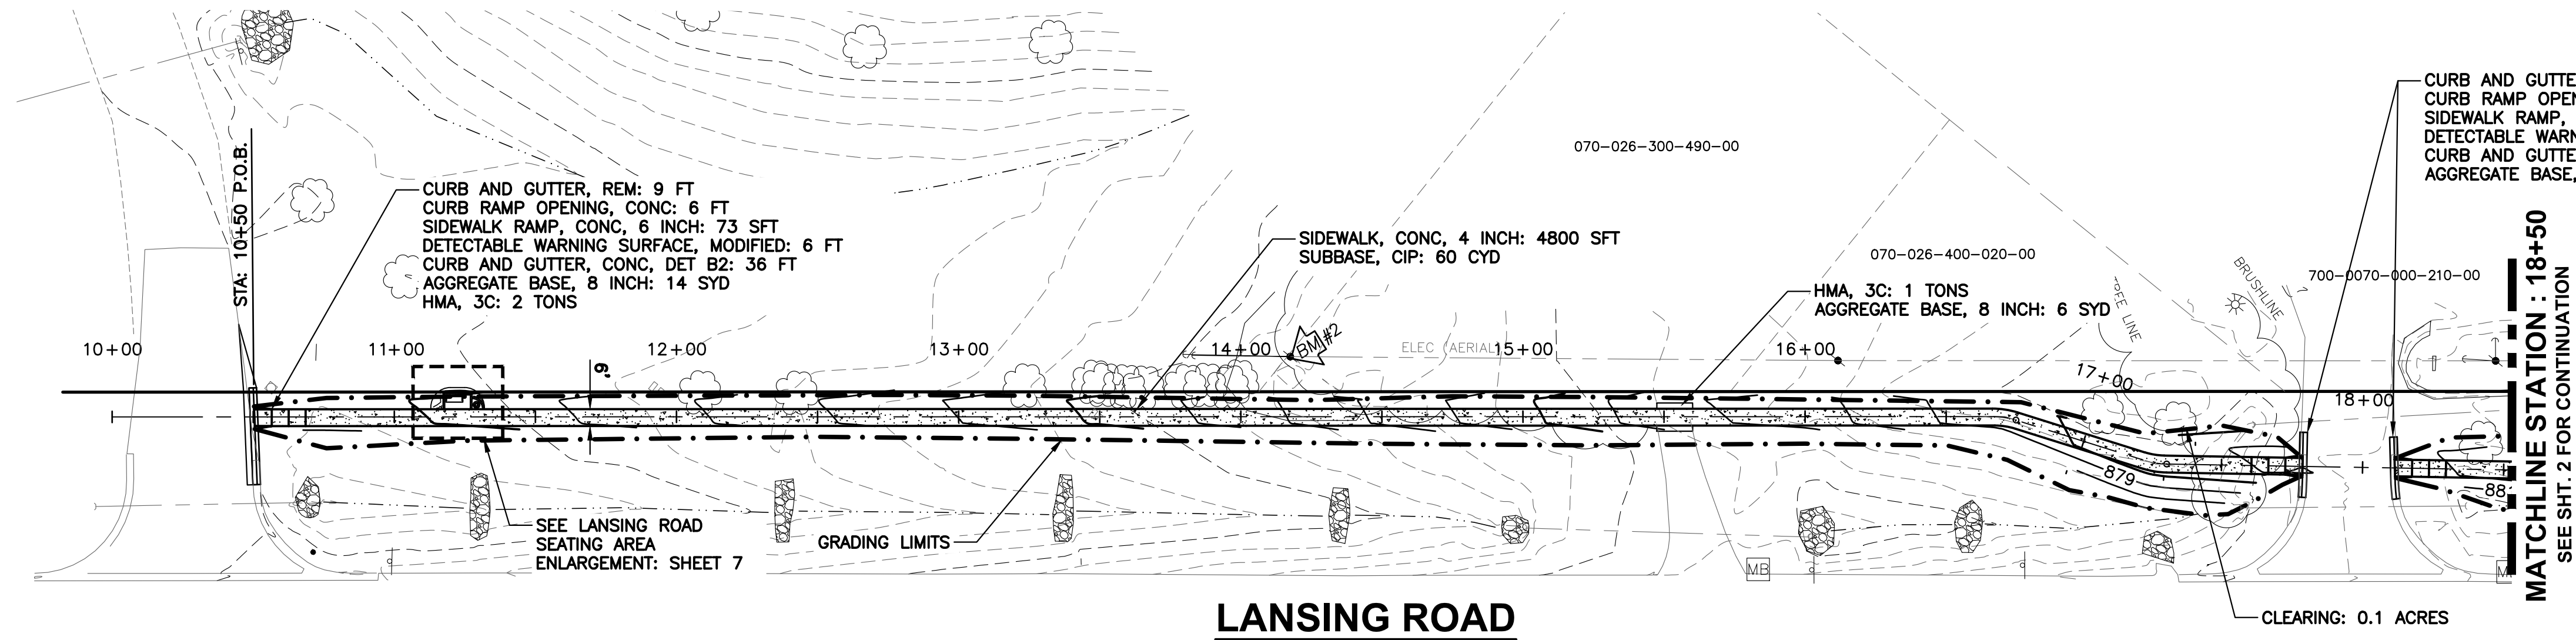 CURB AND GUTTE
CURB RAMP OPEN
SIDEWALK RAMP,
DETECTABLE WARN
CURB AND GUTTE
AGGREGATE BASE,
070-026-300-490-00
STA: 10+50 P.O.B.
CURB AND GUTTER, REM: 9 FT
CURB RAMP OPENING, CONC: 6 FT
SIDEWALK RAMP, CONC, 6 INCH: 73 SFT
DETECTABLE WARNING SURFACE, MODIFIED: 6 FT
CURB AND GUTTER, CONC, DET B2: 36 FT
AGGREGATE BASE, 8 INCH: 14 SYD
HMA, 3C: 2 TONS
SIDEWALK, CONC, 4 INCH: 4800 SFT
SUBBASE, CIP: 60 CYD
070-026-400-020-00
HMA, 3C: 1 TONS
AGGREGATE BASE, 8 INCH: 6 SYD
LINE
BRUSHLINE
700-0070-000-210-00
MATCHLINE STATION : 18+50
SEE SHT. 2 FOR CONTINUATION
10+00
11+00
12+00
13+00
14+00
BM #2
ELEC (AERIAL)
15+00
16+00
17+00
18+00
6'
879
88
SEE LANSING ROAD
SEATING AREA
ENLARGEMENT: SHEET 7
GRADING LIMITS
MB
CLEARING: 0.1 ACRES
LANSING ROAD